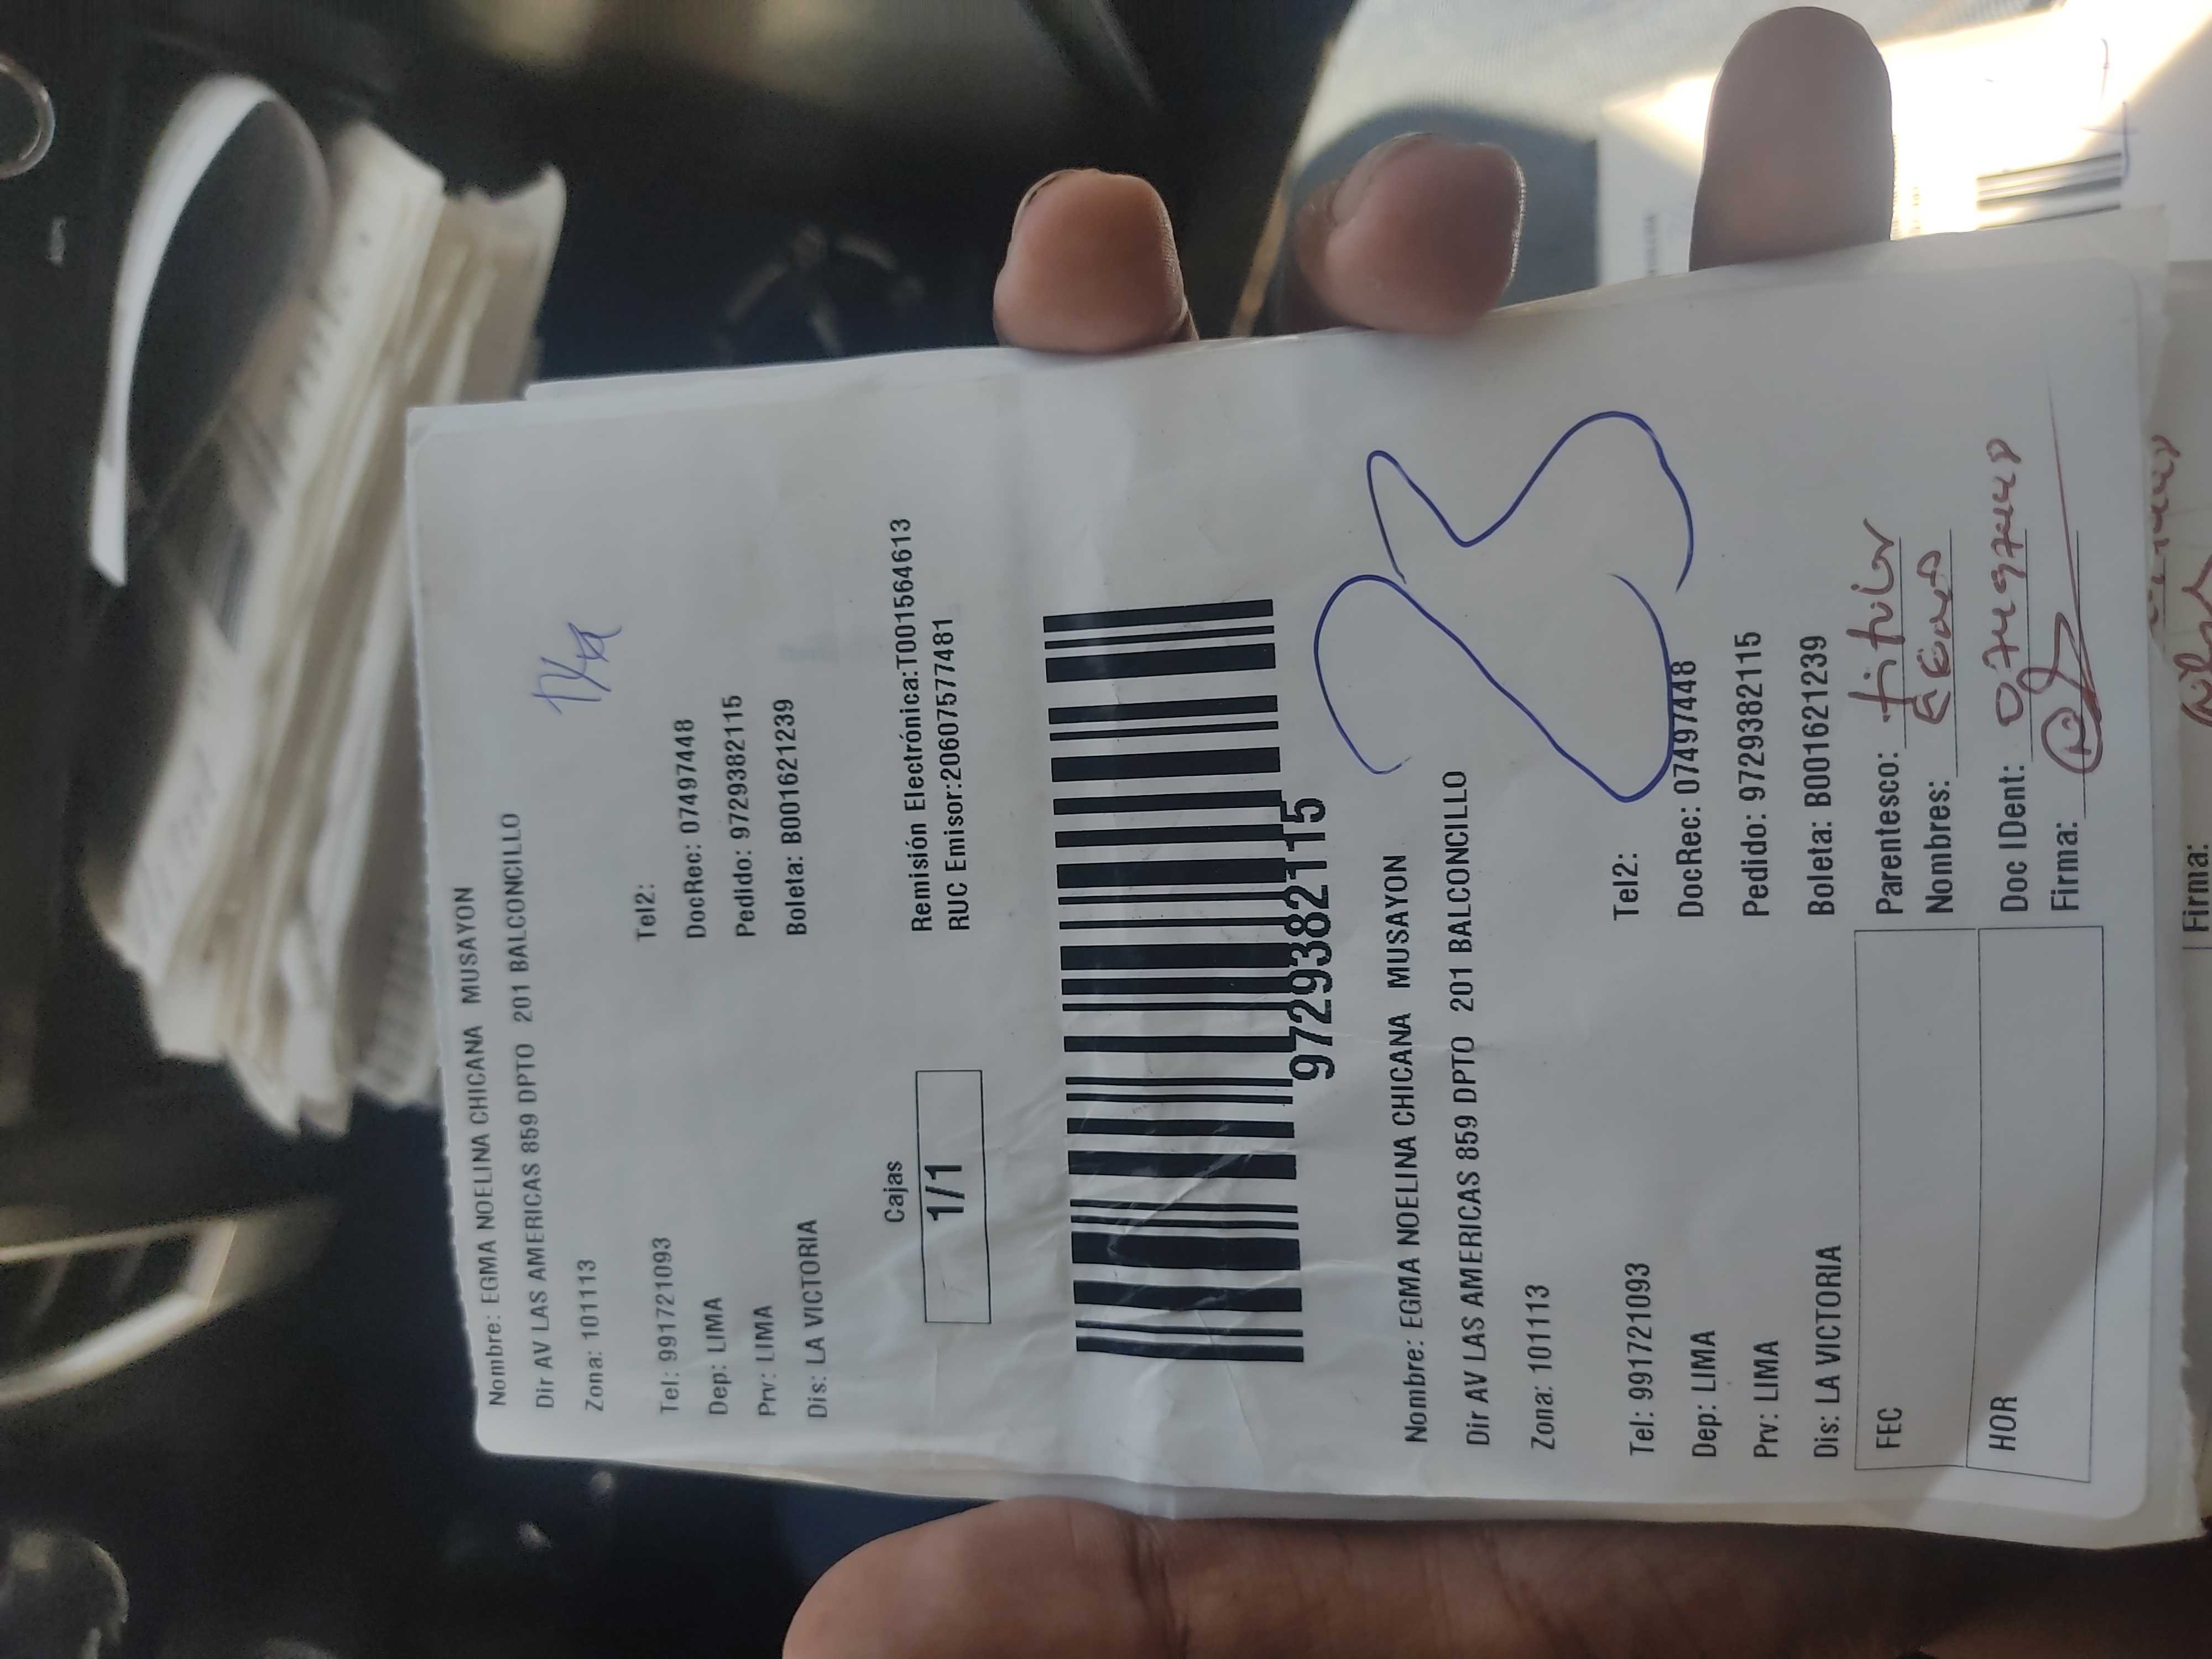 Nombre: EGMA NOELINA CHICANA MUSAYON
Dir AV LAS AMERICAS 859 DPTO 201 BALCONCILLO
Zona: 101113
Tel: 991721093 Tel2:
Dep: LIMA DocRec: 07497448
Prv: LIMA Pedido: 9729382115
Dis: LA VICTORIA Boleta: B001621239
Cajas
1/1
Remisión Electrónica:T001564613
RUC Emisor:20607577481
9729382115
23
Nombre: EGMA NOELINA CHICANA MUSAYON
Dir AV LAS AMERICAS 859 DPTO 201 BALCONCILLO
Zona: 101113
Tel: 991721093 Tel2:
Dep: LIMA DocRec: 07497448
Prv: LIMA Pedido: 9729382115
Dis: LA VICTORIA Boleta: B001621239
FEC
Parentesco: titular
Nombres:
HOR
Doc IDent: 07497448
Firma:
Firma: